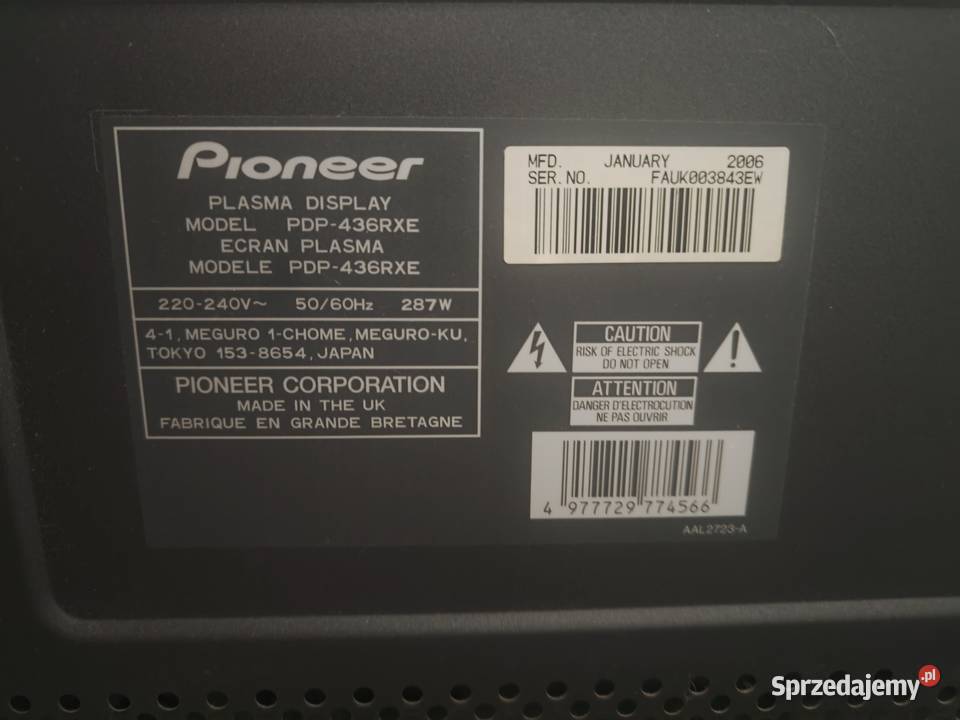 Pioneer
PLASMA DISPLAY
MODEL PDP-436RXE
ECRAN PLASMA
MODELE PDP-436RXE
220-240V~ 50/60Hz 287W
4-1, MEGURO 1-CHOME, MEGURO-KU,
TOKYO 153-8654, JAPAN
PIONEER CORPORATION
MADE IN THE UK
FABRIQUE EN GRANDE BRETAGNE
MFD. JANUARY 2006
SER. NO. FAUK003843EW
CAUTION
RISK OF ELECTRIC SHOCK
DO NOT OPEN
ATTENTION
DANGER D'ELECTROCUTION
NE PAS OUVRIR
4 977729 774566
AAL2723-A
Sprzedajemy.pl